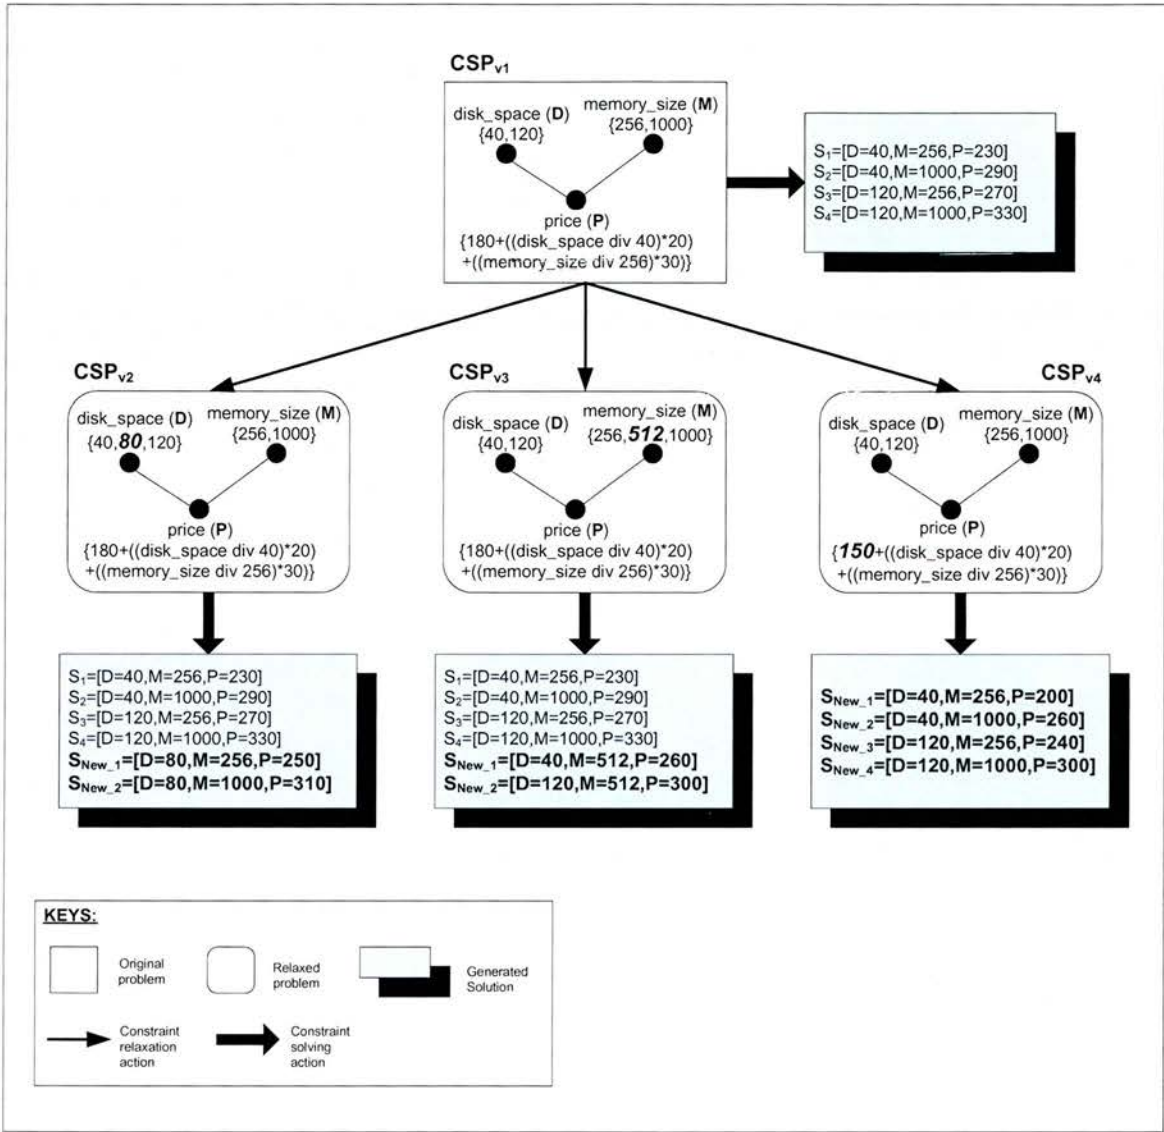 CSPv1
disk_space (D)
{40,120}
memory_size (M)
{256,1000}
price (P)
{180+((disk_space div 40)*20)
+((memory_size div 256)*30)}
S1=[D=40,M=256,P=230]
S2=[D=40,M=1000,P=290]
S3=[D=120,M=256,P=270]
S4=[D=120,M=1000,P=330]
CSPv2
disk_space (D)
{40,80,120}
memory_size (M)
{256,1000}
price (P)
{180+((disk_space div 40)*20)
+((memory_size div 256)*30)}
CSPv3
disk_space (D)
{40,120}
memory_size (M)
{256,512,1000}
price (P)
{180+((disk_space div 40)*20)
+((memory_size div 256)*30)}
CSPv4
disk_space (D)
{40,120}
memory_size (M)
{256,1000}
price (P)
{150+((disk_space div 40)*20)
+((memory_size div 256)*30)}
S1=[D=40,M=256,P=230]
S2=[D=40,M=1000,P=290]
S3=[D=120,M=256,P=270]
S4=[D=120,M=1000,P=330]
SNew_1=[D=80,M=256,P=250]
SNew_2=[D=80,M=1000,P=310]
S1=[D=40,M=256,P=230]
S2=[D=40,M=1000,P=290]
S3=[D=120,M=256,P=270]
S4=[D=120,M=1000,P=330]
SNew_1=[D=40,M=512,P=260]
SNew_2=[D=120,M=512,P=300]
SNew_1=[D=40,M=256,P=200]
SNew_2=[D=40,M=1000,P=260]
SNew_3=[D=120,M=256,P=240]
SNew_4=[D=120,M=1000,P=300]
KEYS:
Original
problem
Relaxed
problem
Generated
Solution
Constraint
relaxation
action
Constraint
solving
action